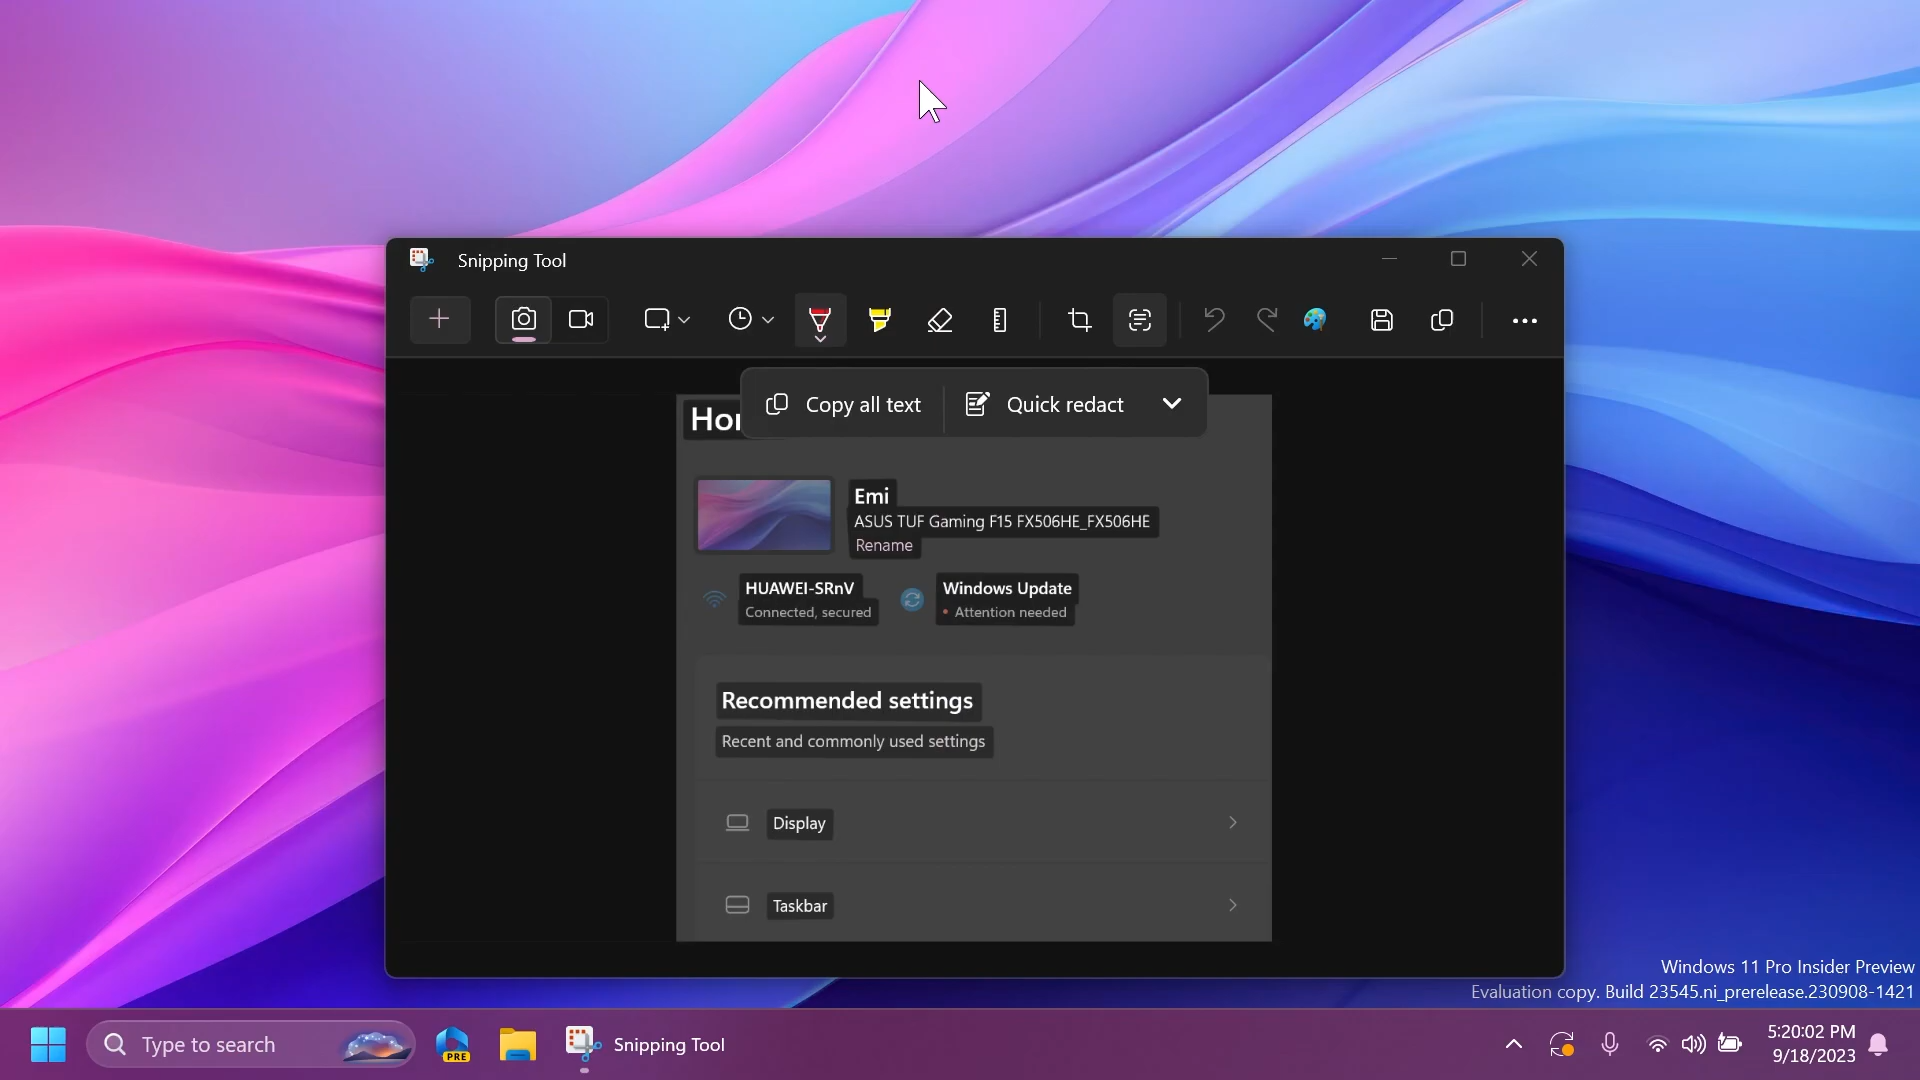 Snipping Tool
Copy all text
Quick redact
Hor
Emi
ASUS TUF Gaming F15 FX506HE_FX506HE
Rename
HUAWEI-SRnV
Connected, secured
Windows Update
• Attention needed
Recommended settings
Recent and commonly used settings
Display
Taskbar
Windows 11 Pro Insider Preview
Evaluation copy. Build 23545.ni_prerelease.230908-1421
Type to search
PRE
Snipping Tool
5:20:02 PM
9/18/2023